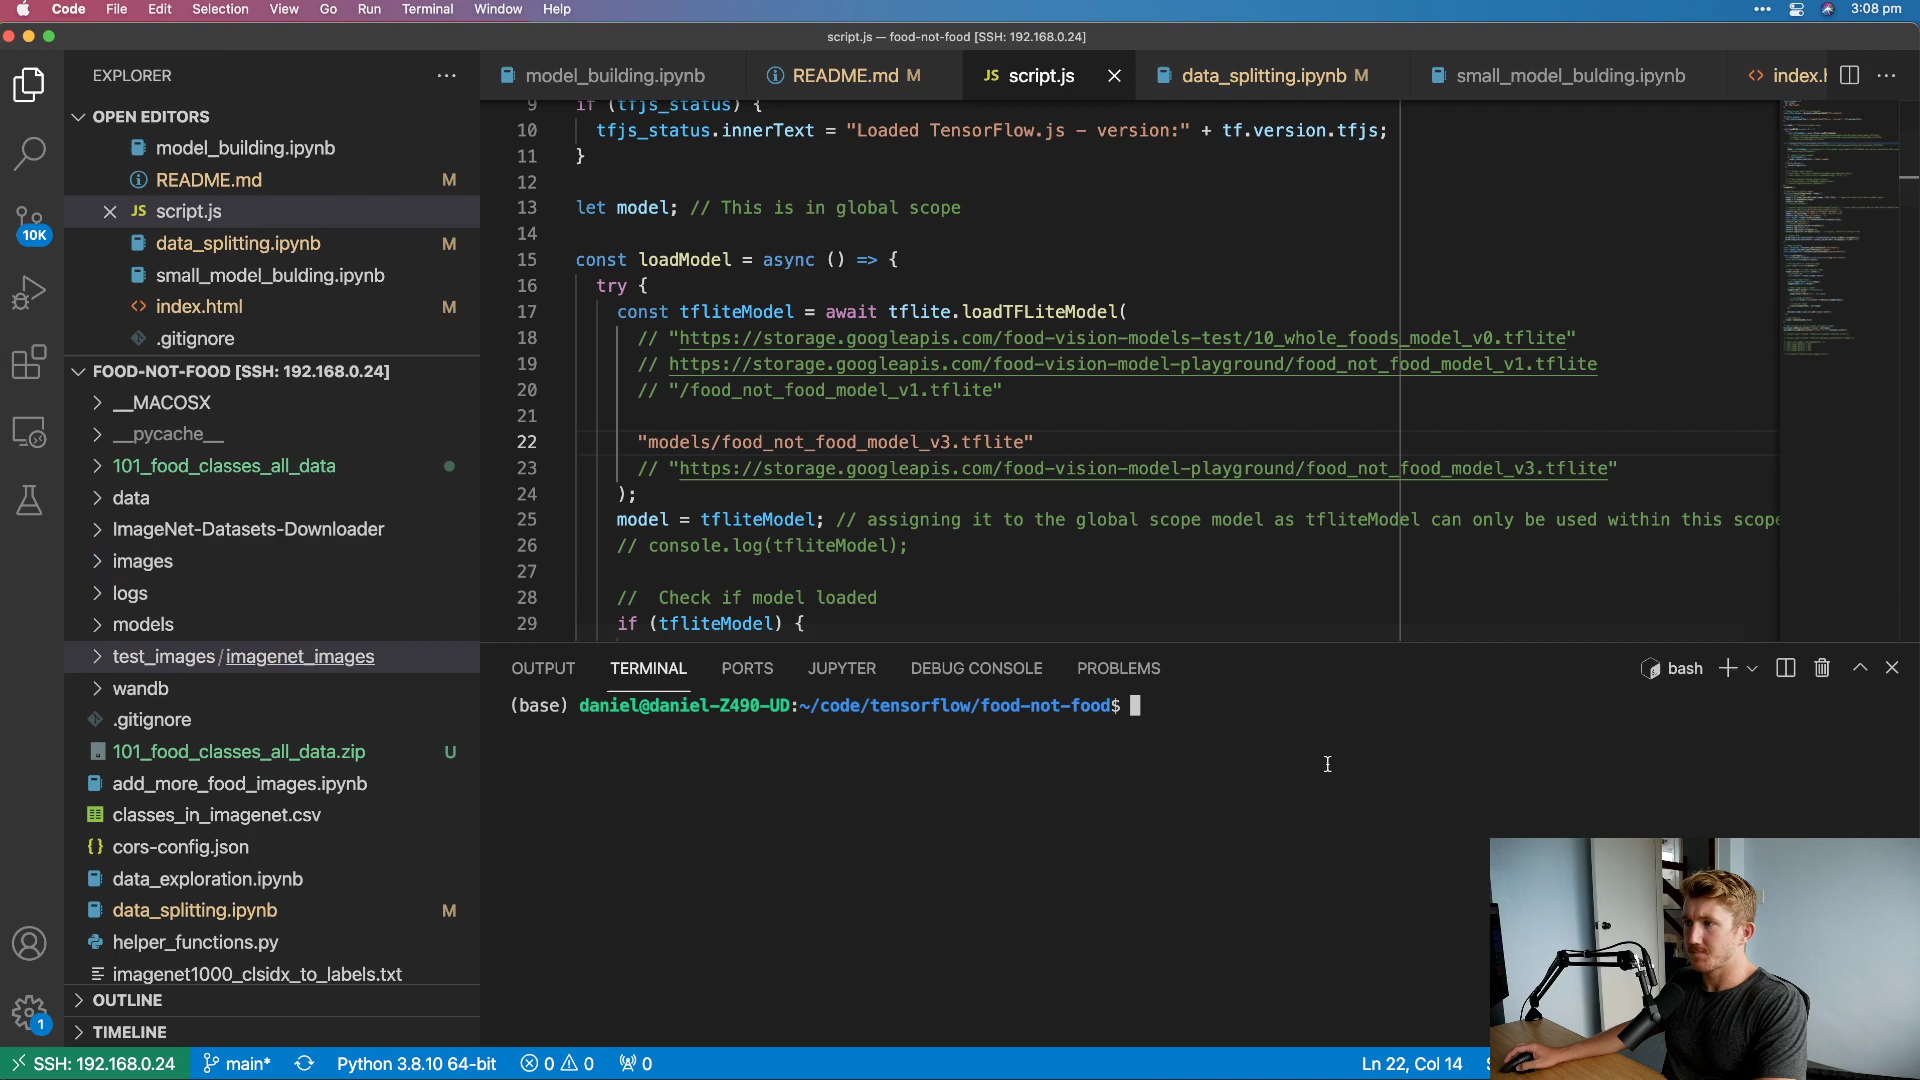 Code File Edit Selection View Go Run Terminal Window Help 3:08 pm
script.js — food-not-food [SSH: 192.168.0.24]
EXPLORER
model_building.ipynb
README.md M
JS script.js
data_splitting.ipynb M
small_model_bulding.ipynb
index.h
OPEN EDITORS
model_building.ipynb
README.md M
JS script.js
data_splitting.ipynb M
small_model_bulding.ipynb
index.html M
.gitignore
10K
FOOD-NOT-FOOD [SSH: 192.168.0.24]
__MACOSX
__pycache__
101_food_classes_all_data
data
ImageNet-Datasets-Downloader
images
logs
models
test_images / imagenet_images
wandb
.gitignore
101_food_classes_all_data.zip U
add_more_food_images.ipynb
classes_in_imagenet.csv
cors-config.json
data_exploration.ipynb
data_splitting.ipynb M
helper_functions.py
imagenet1000_clsidx_to_labels.txt
OUTLINE
TIMELINE
1
9 if (tfjs_status) {
10 tfjs_status.innerText = "Loaded TensorFlow.js - version:" + tf.version.tfjs;
11 }
12
13 let model; // This is in global scope
14
15 const loadModel = async () => {
16 try {
17 const tfliteModel = await tflite.loadTFLiteModel(
18 // "https://storage.googleapis.com/food-vision-models-test/10_whole_foods_model_v0.tflite"
19 // https://storage.googleapis.com/food-vision-model-playground/food_not_food_model_v1.tflite
20 // "/food_not_food_model_v1.tflite"
21
22 "models/food_not_food_model_v3.tflite"
23 // "https://storage.googleapis.com/food-vision-model-playground/food_not_food_model_v3.tflite"
24 );
25 model = tfliteModel; // assigning it to the global scope model as tfliteModel can only be used within this scope
26 // console.log(tfliteModel);
27
28 // Check if model loaded
29 if (tfliteModel) {
OUTPUT TERMINAL PORTS JUPYTER DEBUG CONSOLE PROBLEMS bash
(base) daniel@daniel-Z490-UD:~/code/tensorflow/food-not-food$
SSH: 192.168.0.24 main* Python 3.8.10 64-bit 0 0 0 Ln 22, Col 14